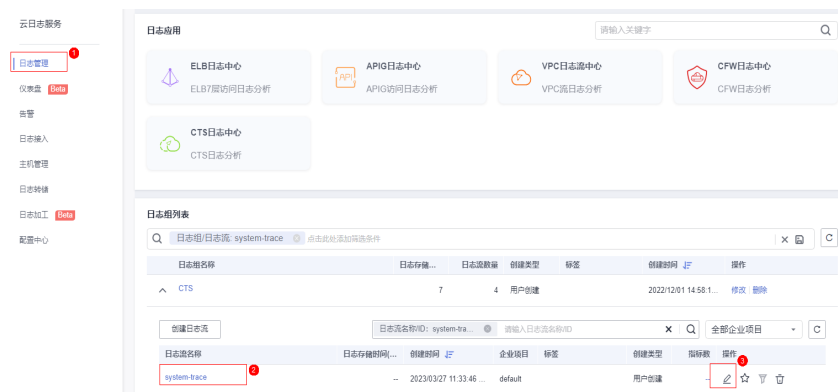 云日志服务
日志管理
1
仪表盘 Beta
告警
日志接入
主机管理
日志转储
日志加工 Beta
配置中心
日志应用
请输入关键字
ELB日志中心
ELB7层访问日志分析
API
APIG日志中心
APIG访问日志分析
VPC日志流中心
VPC流日志分析
CFW日志中心
CFW日志分析
CTS日志中心
CTS日志分析
日志组列表
日志组/日志流: system-trace 点击此处添加筛选条件
日志组名称 日志存储... 日志流数量 创建类型 标签 创建时间 操作
CTS 7 4 用户创建 2022/12/01 14:58:1... 修改 删除
创建日志流 日志流名称/ID: system-tra... 请输入日志流名称/ID 全部企业项目
日志流名称 日志存储时间(... 创建时间 企业项目 标签 创建类型 指标数 操作
3
system-trace 2 -- 2023/03/27 11:33:46 ... default 用户创建 --